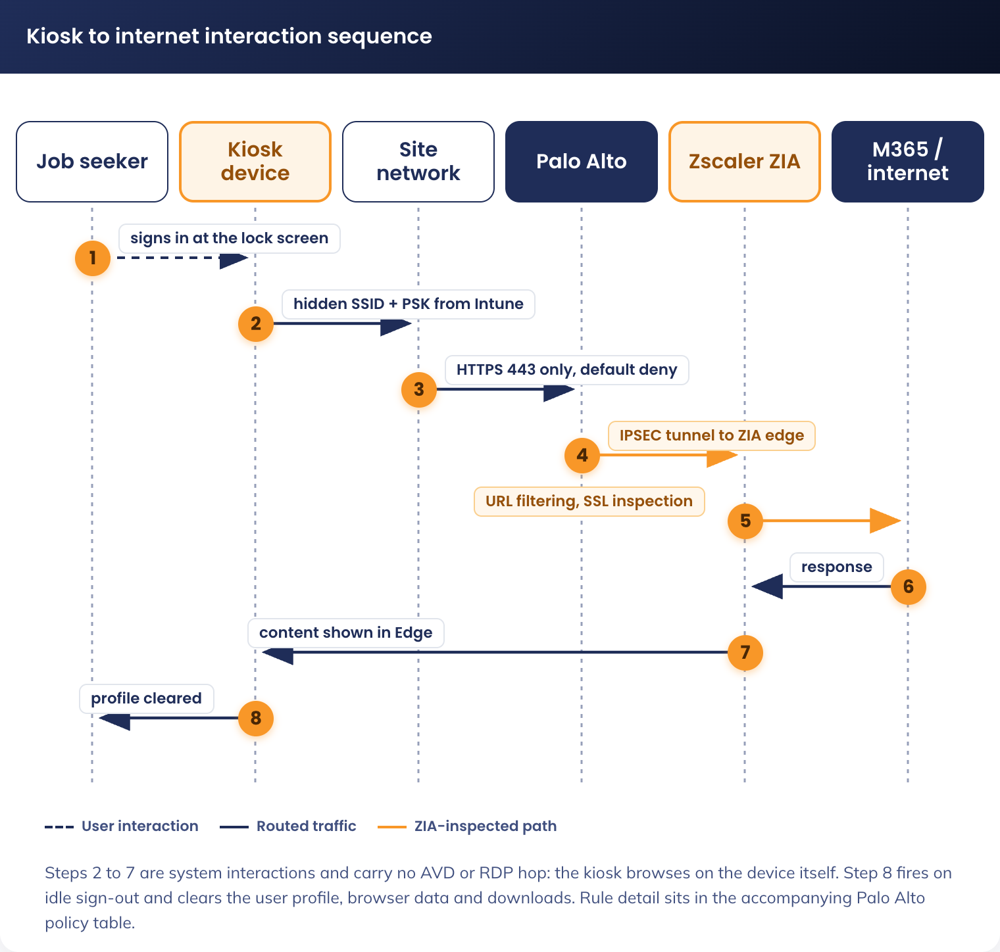 Kiosk to internet interaction sequence
Job seeker
Kiosk
device
Site
network
Palo Alto
Zscaler ZIA
M365 /
internet
signs in at the lock screen
1
hidden SSID + PSK from Intune
2
HTTPS 443 only, default deny
3
IPSEC tunnel to ZIA edge
4
URL filtering, SSL inspection
5
response
6
content shown in Edge
7
profile cleared
8
User interaction
Routed traffic
ZIA-inspected path
Steps 2 to 7 are system interactions and carry no AVD or RDP hop: the kiosk browses on the device itself. Step 8 fires on
idle sign-out and clears the user profile, browser data and downloads. Rule detail sits in the accompanying Palo Alto
policy table.